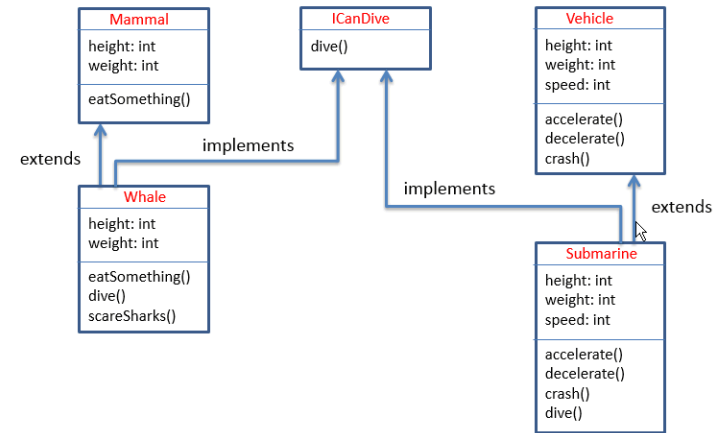 Mammal
height: int
weight: int
eatSomething()
ICanDive
dive()
Vehicle
height: int
weight: int
speed: int
accelerate()
decelerate()
crash()
extends
implements
implements
extends
Whale
height: int
weight: int
eatSomething()
dive()
scareSharks()
Submarine
height: int
weight: int
speed: int
accelerate()
decelerate()
crash()
dive()